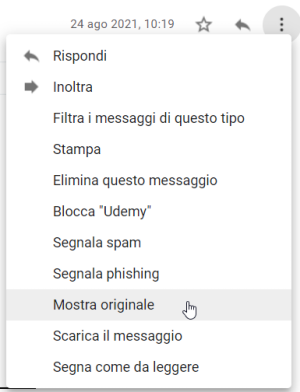 24 ago 2021, 10:19
Rispondi
Inoltra
Filtra i messaggi di questo tipo
Stampa
Elimina questo messaggio
Blocca "Udemy"
Segnala spam
Segnala phishing
Mostra originale
Scarica il messaggio
Segna come da leggere